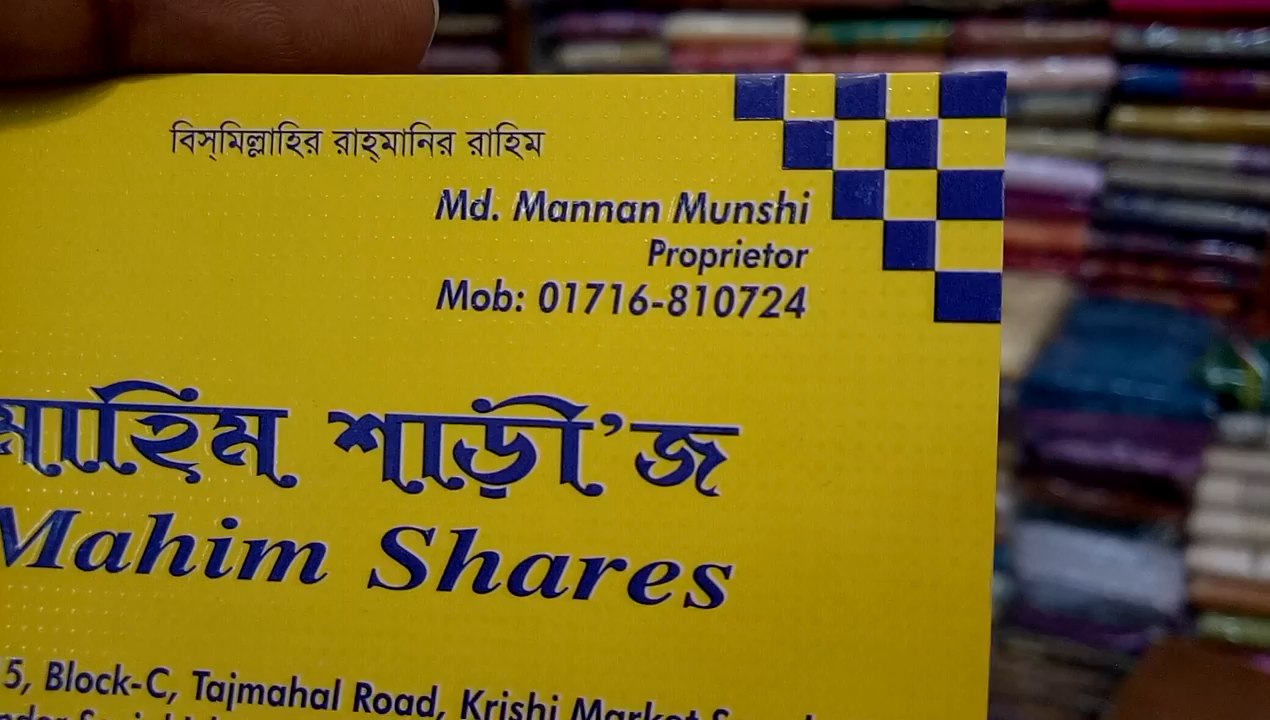 বিস্‌মিল্লাহির রাহ্‌মানির রাহিম
Md. Mannan Munshi
Proprietor
Mob: 01716-810724
মাহিম শাড়ী'জ
Mahim Shares
5, Block-C, Tajmahal Road, Krishi Market